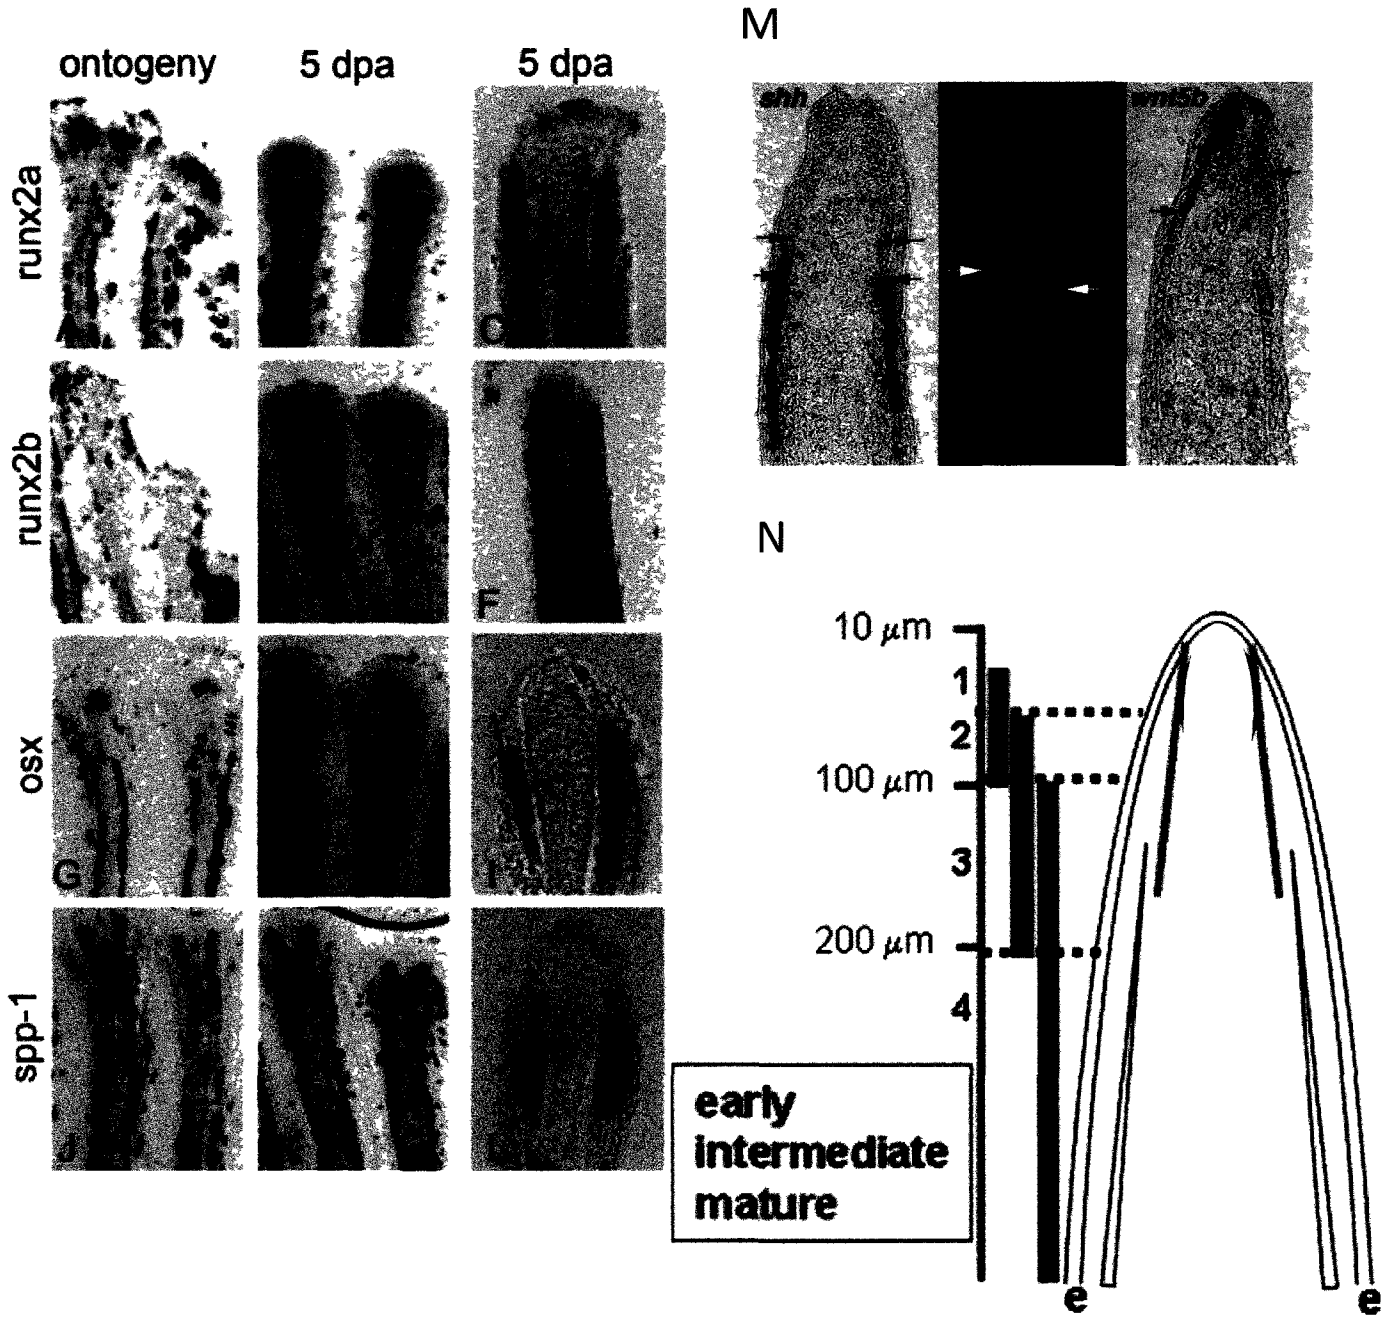 ontogeny 5 dpa 5 dpa
runx2a
C
runx2b
F
osx
G I
spp-1
J L
M
shh wnt5b
N
10 μm
1
2
100 μm
3
200 μm
4
early
intermediate
mature
e e